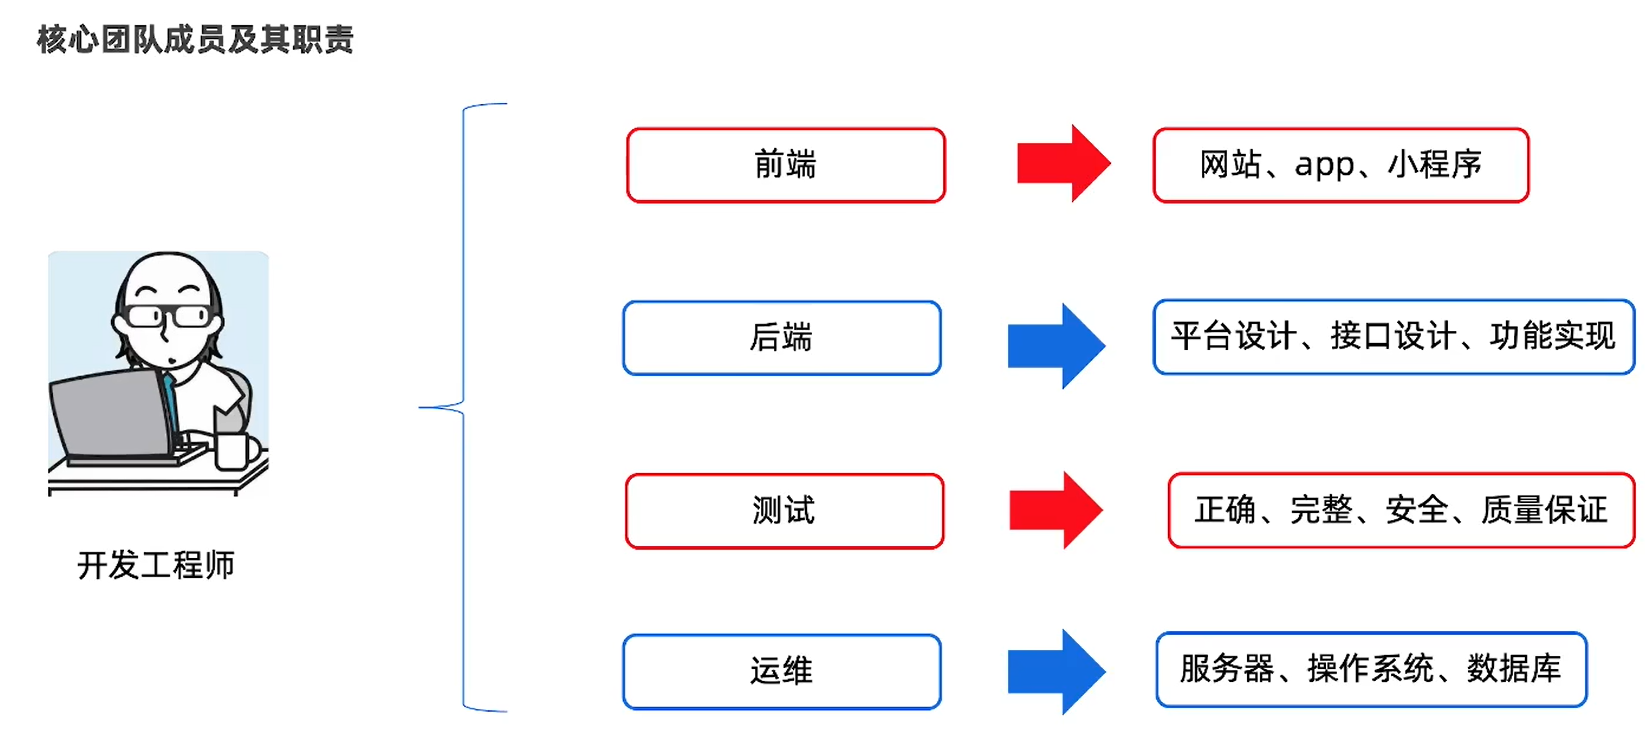 核心团队成员及其职责
前端
网站、app、小程序
后端
平台设计、接口设计、功能实现
测试
正确、完整、安全、质量保证
开发工程师
运维
服务器、操作系统、数据库